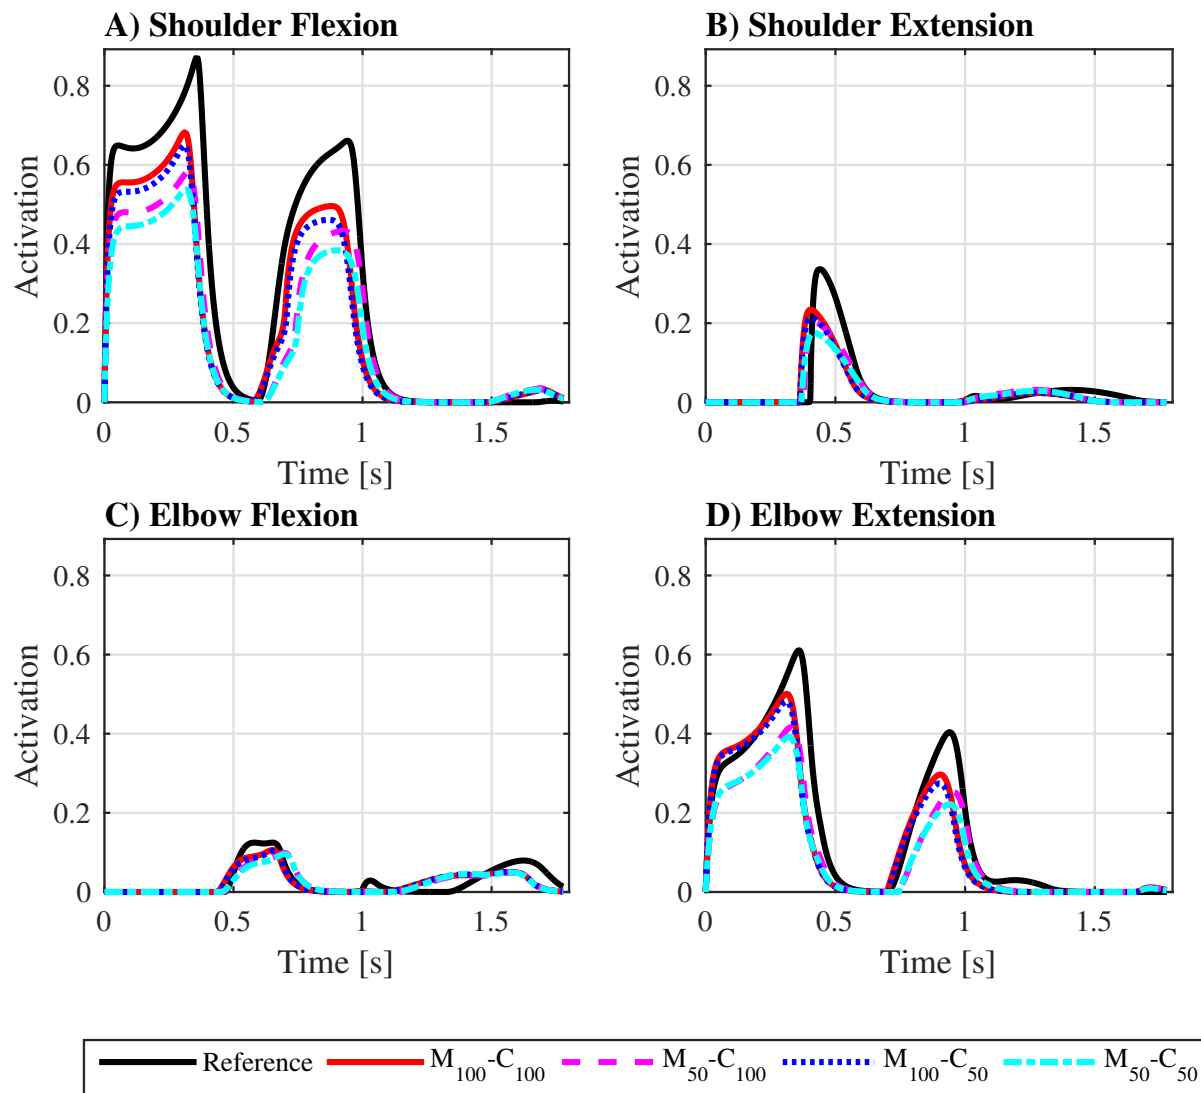 A) Shoulder Flexion
B) Shoulder Extension
Activation
0.8
0.6
0.4
0.2
0
0 0.5 1 1.5
Time [s]
Activation
0.8
0.6
0.4
0.2
0
0 0.5 1 1.5
Time [s]
C) Elbow Flexion
D) Elbow Extension
Activation
0.8
0.6
0.4
0.2
0
0 0.5 1 1.5
Time [s]
Activation
0.8
0.6
0.4
0.2
0
0 0.5 1 1.5
Time [s]
Reference M100-C100 M50-C100 M100-C50 M50-C50